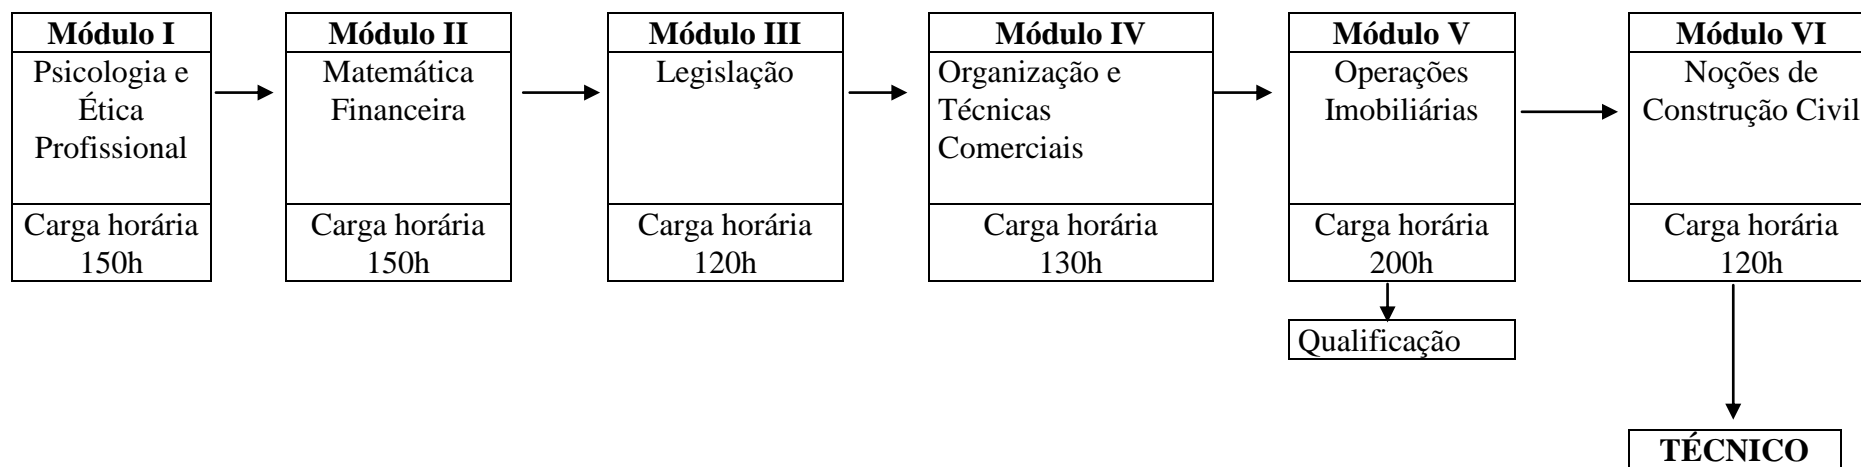 Módulo I
Psicologia e
Ética
Profissional
Carga horária
150h
Módulo II
Matemática
Financeira
Carga horária
150h
Módulo III
Legislação
Carga horária
120h
Módulo IV
Organização e
Técnicas
Comerciais
Carga horária
130h
Módulo V
Operações
Imobiliárias
Carga horária
200h
Qualificação
Módulo VI
Noções de
Construção Civil
Carga horária
120h
TÉCNICO